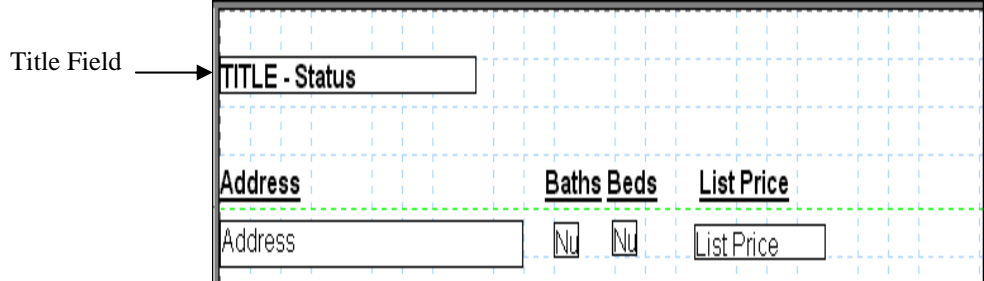 Title Field
TITLE - Status
Address Baths Beds List Price
Address Nu Nu List Price